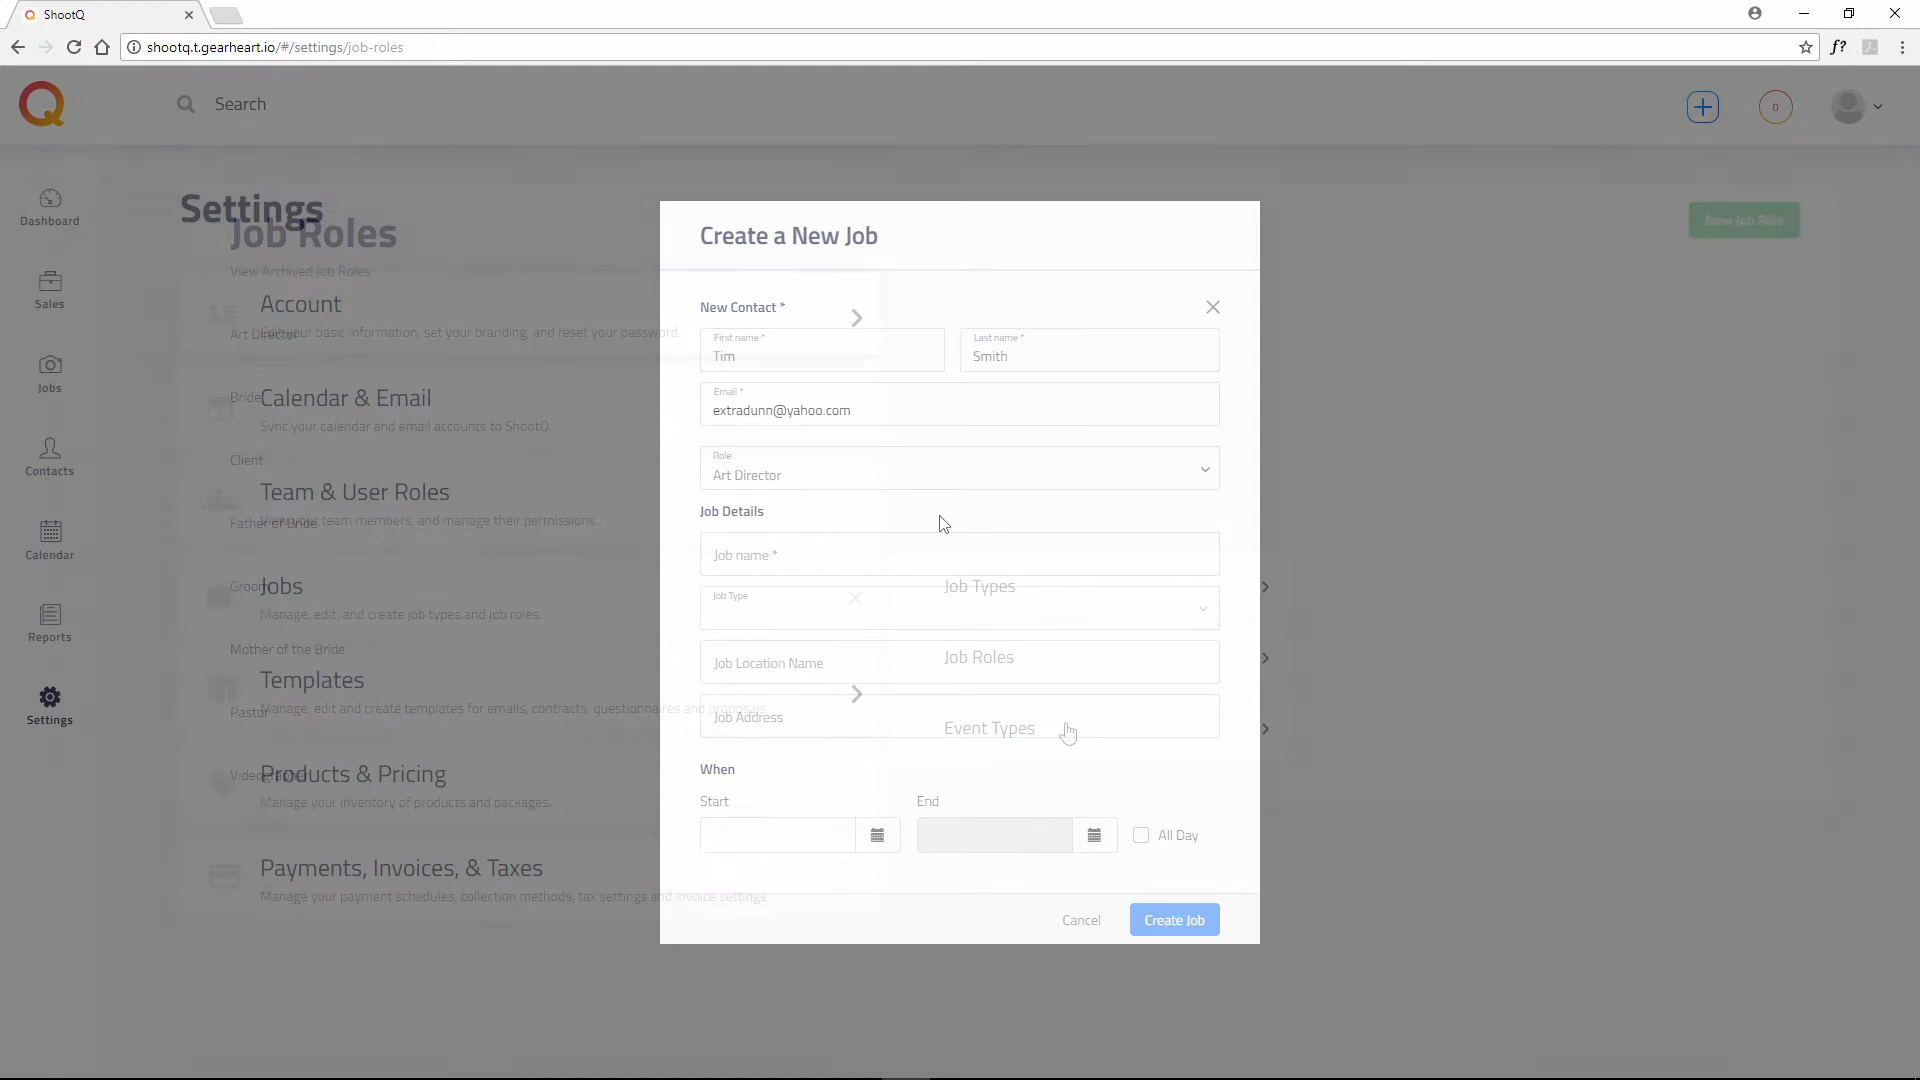 ShootQ
shootq.t.gearheart.io/#/settings/job-roles
f?
Search
0
Dashboard
Sales
Jobs
Contacts
Calendar
Reports
Settings
Settings
Job Roles
New Job Role
View Archived Job Roles
Account
Edit your basic information, set your branding, and reset your password.
Art Director
Bride
Calendar & Email
Sync your calendar and email accounts to ShootQ.
Client
Team & User Roles
View your team members, and manage their permissions.
Father of Bride
Groom
Jobs
Manage, edit, and create job types and job roles.
Mother of the Bride
Templates
Manage, edit and create templates for emails, contracts, questionnaires and proposals.
Pastor
Videographer
Products & Pricing
Manage your inventory of products and packages.
Payments, Invoices, & Taxes
Manage your payment schedules, collection methods, tax settings and invoice settings.
Job Types
Job Roles
Event Types
Create a New Job
New Contact *
First name *
Tim
Last name *
Smith
Email *
extradunn@yahoo.com
Role
Art Director
Job Details
Job name *
Job Type
Job Location Name
Job Address
When
Start
End
All Day
Cancel
Create Job